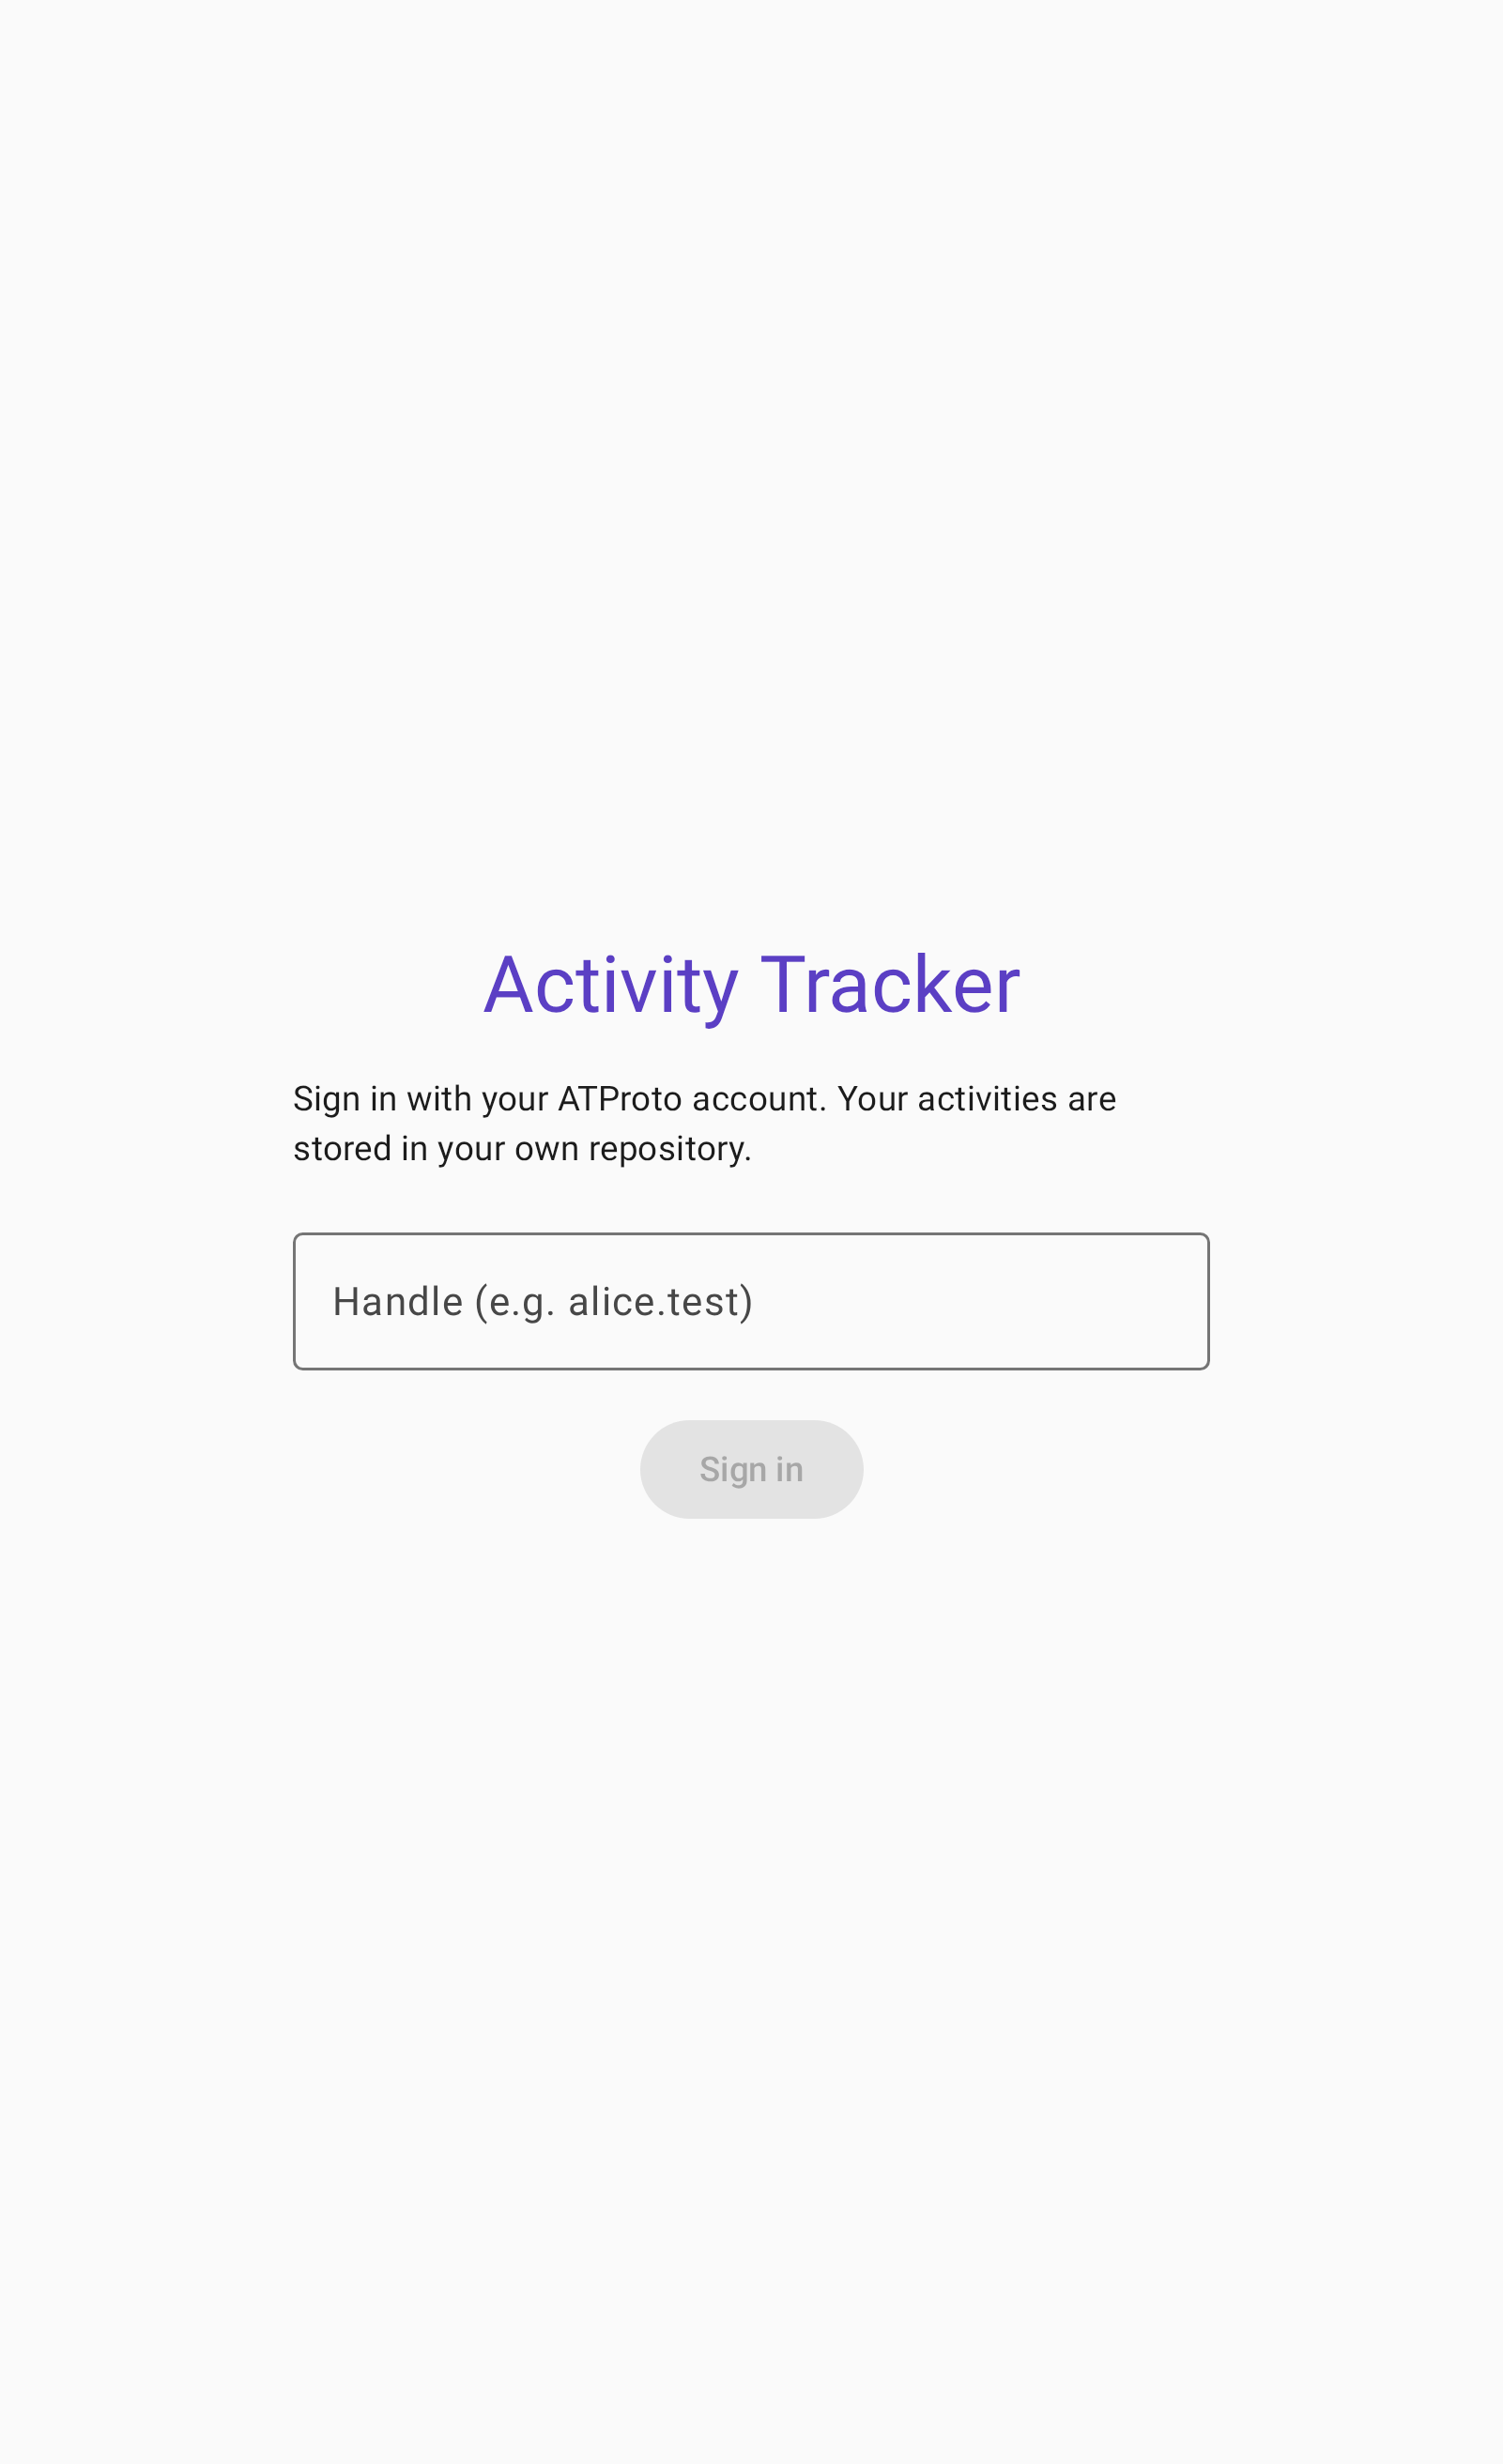 Activity Tracker
Sign in with your ATProto account. Your activities are
stored in your own repository.
Handle (e.g. alice.test)
Sign in